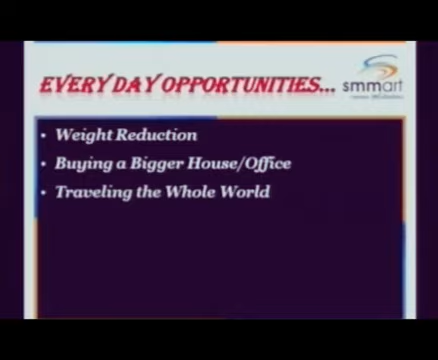 EVERY DAY OPPORTUNITIES...
smmart
• Weight Reduction
• Buying a Bigger House/Office
• Traveling the Whole World